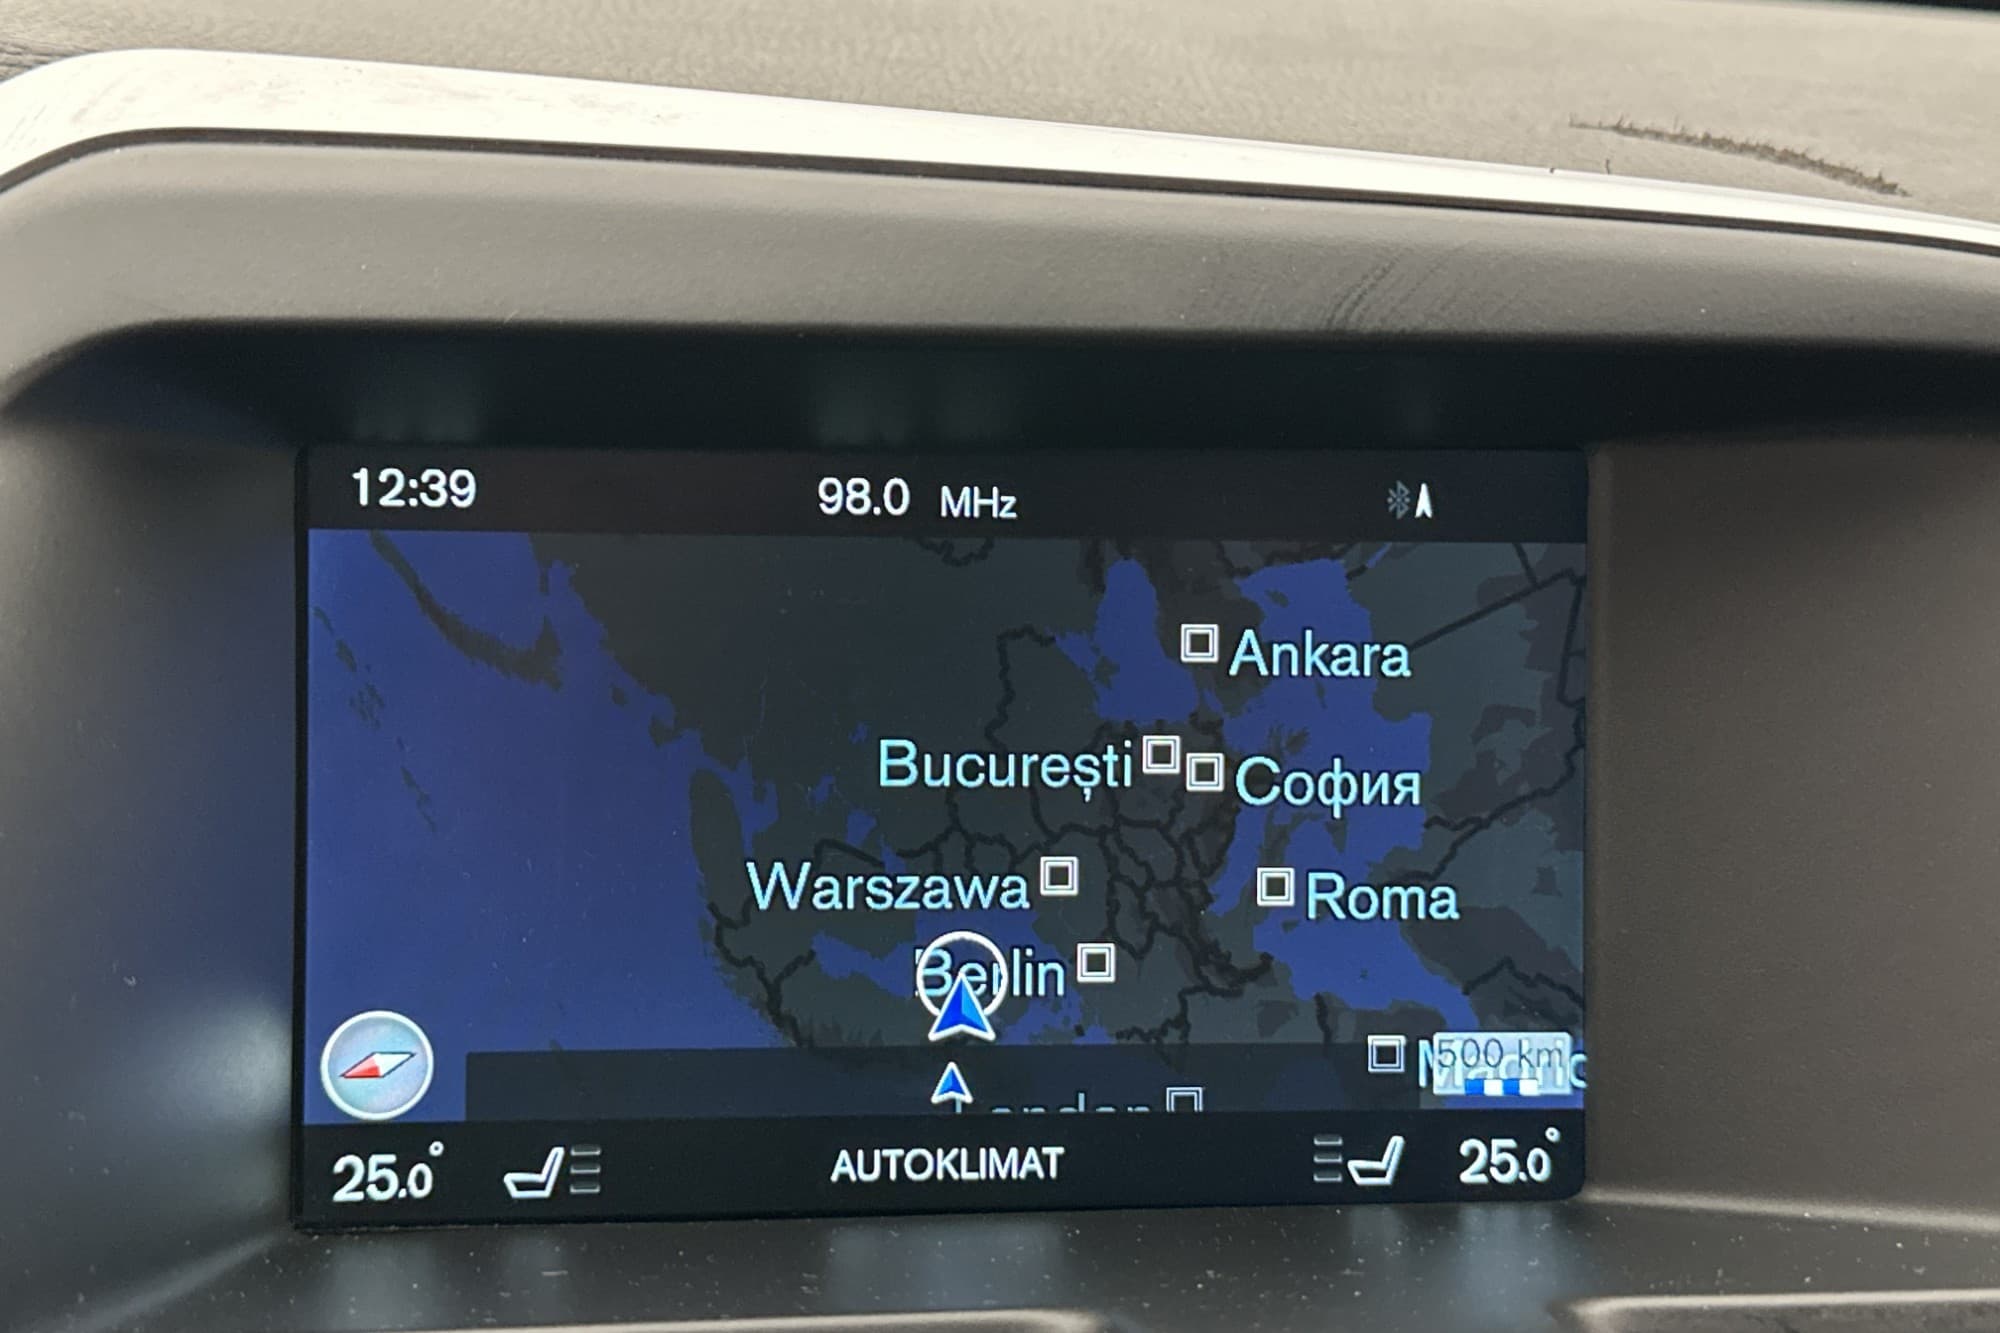 12:39
98.0 MHz
Ankara
București
София
Warszawa
Roma
Berlin
500 km
25.0°
AUTOKLIMAT
25.0°